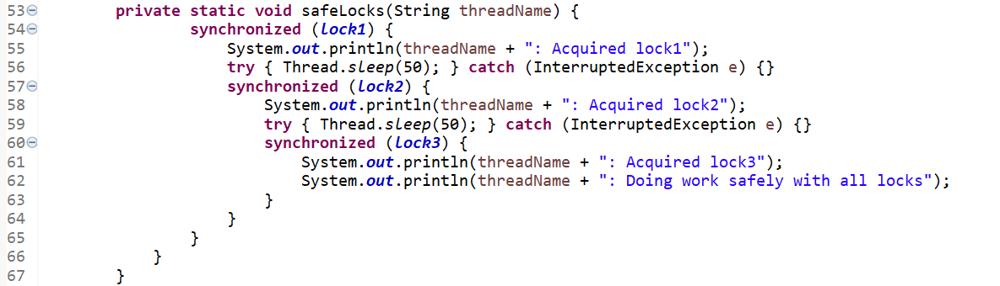 53 private static void safeLocks(String threadName) {
54 synchronized (lock1) {
55 System.out.println(threadName + ": Acquired lock1");
56 try { Thread.sleep(50); } catch (InterruptedException e) {}
57 synchronized (lock2) {
58 System.out.println(threadName + ": Acquired lock2");
59 try { Thread.sleep(50); } catch (InterruptedException e) {}
60 synchronized (lock3) {
61 System.out.println(threadName + ": Acquired lock3");
62 System.out.println(threadName + ": Doing work safely with all locks");
63 }
64 }
65 }
66 }
67 }